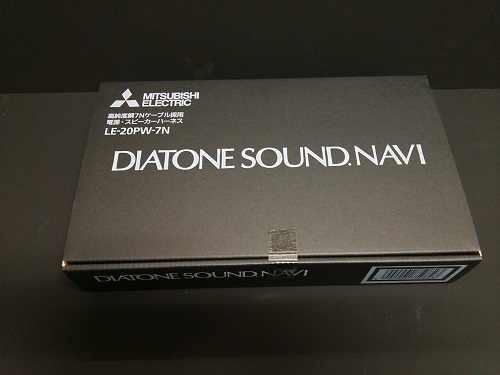 MITSUBISHI
ELECTRIC
高純度銅7Nケーブル採用
電源・スピーカーハーネス
LE-20PW-7N
DIATONE SOUND.NAVI
DIATONE SOUND.NAVI